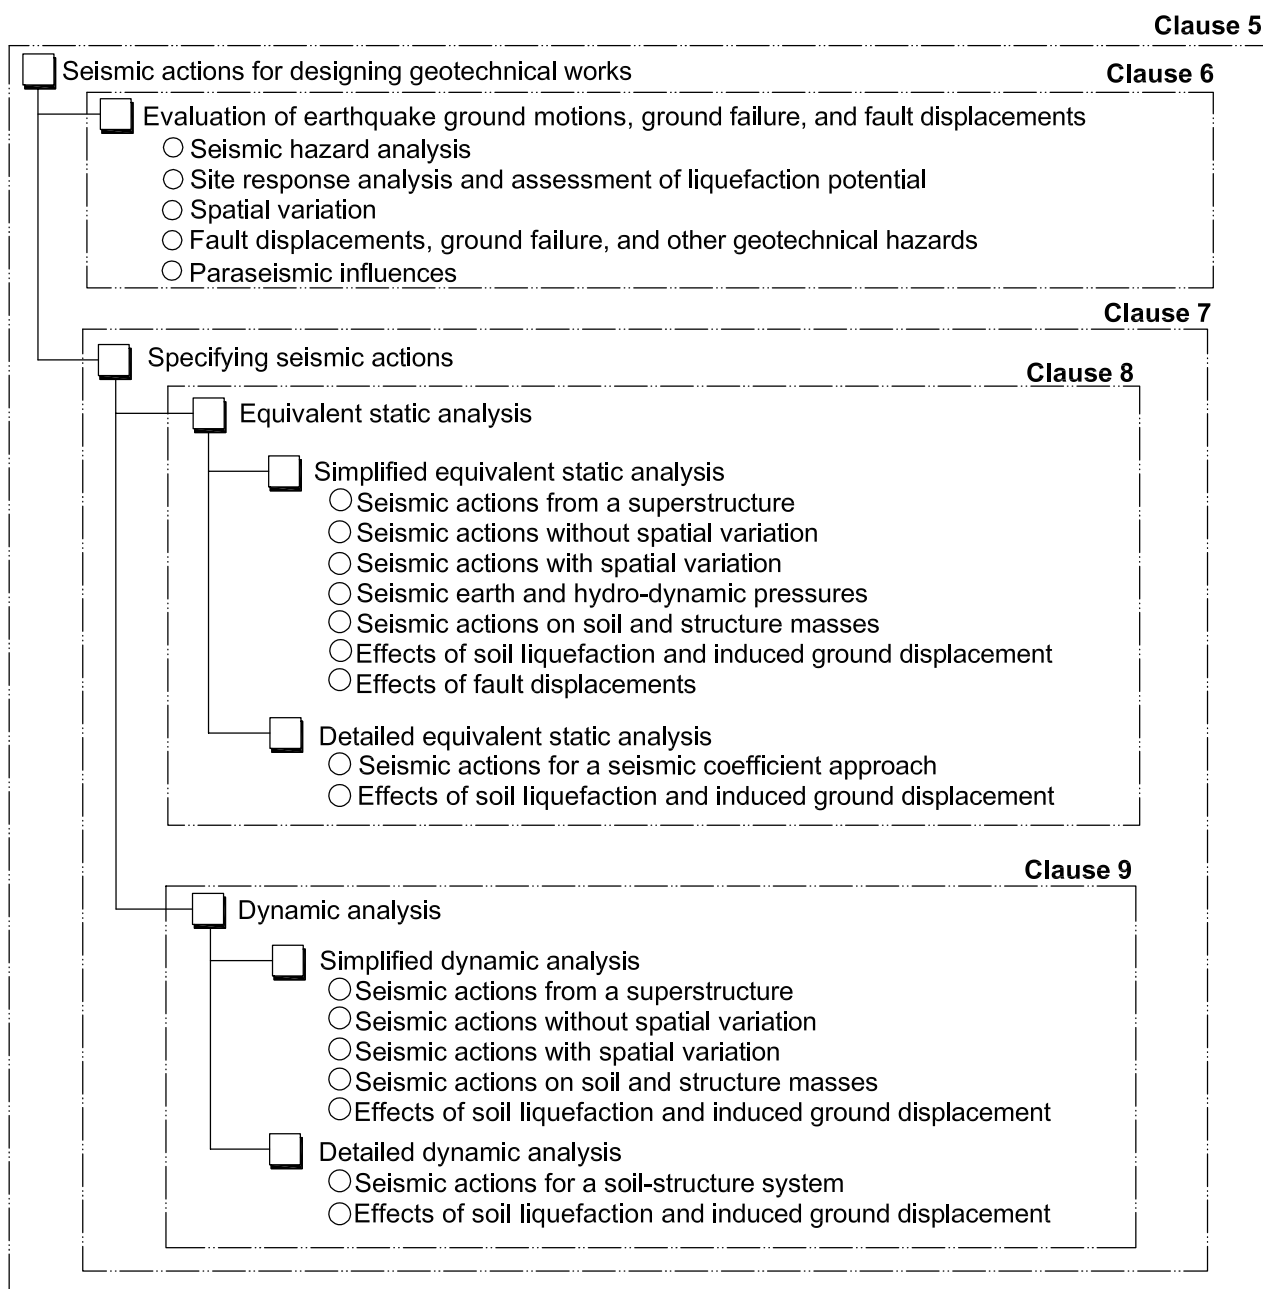 Clause 5
Seismic actions for designing geotechnical works
Clause 6
Evaluation of earthquake ground motions, ground failure, and fault displacements
Seismic hazard analysis
Site response analysis and assessment of liquefaction potential
Spatial variation
Fault displacements, ground failure, and other geotechnical hazards
Paraseismic influences
Clause 7
Specifying seismic actions
Clause 8
Equivalent static analysis
Simplified equivalent static analysis
Seismic actions from a superstructure
Seismic actions without spatial variation
Seismic actions with spatial variation
Seismic earth and hydro-dynamic pressures
Seismic actions on soil and structure masses
Effects of soil liquefaction and induced ground displacement
Effects of fault displacements
Detailed equivalent static analysis
Seismic actions for a seismic coefficient approach
Effects of soil liquefaction and induced ground displacement
Clause 9
Dynamic analysis
Simplified dynamic analysis
Seismic actions from a superstructure
Seismic actions without spatial variation
Seismic actions with spatial variation
Seismic actions on soil and structure masses
Effects of soil liquefaction and induced ground displacement
Detailed dynamic analysis
Seismic actions for a soil-structure system
Effects of soil liquefaction and induced ground displacement